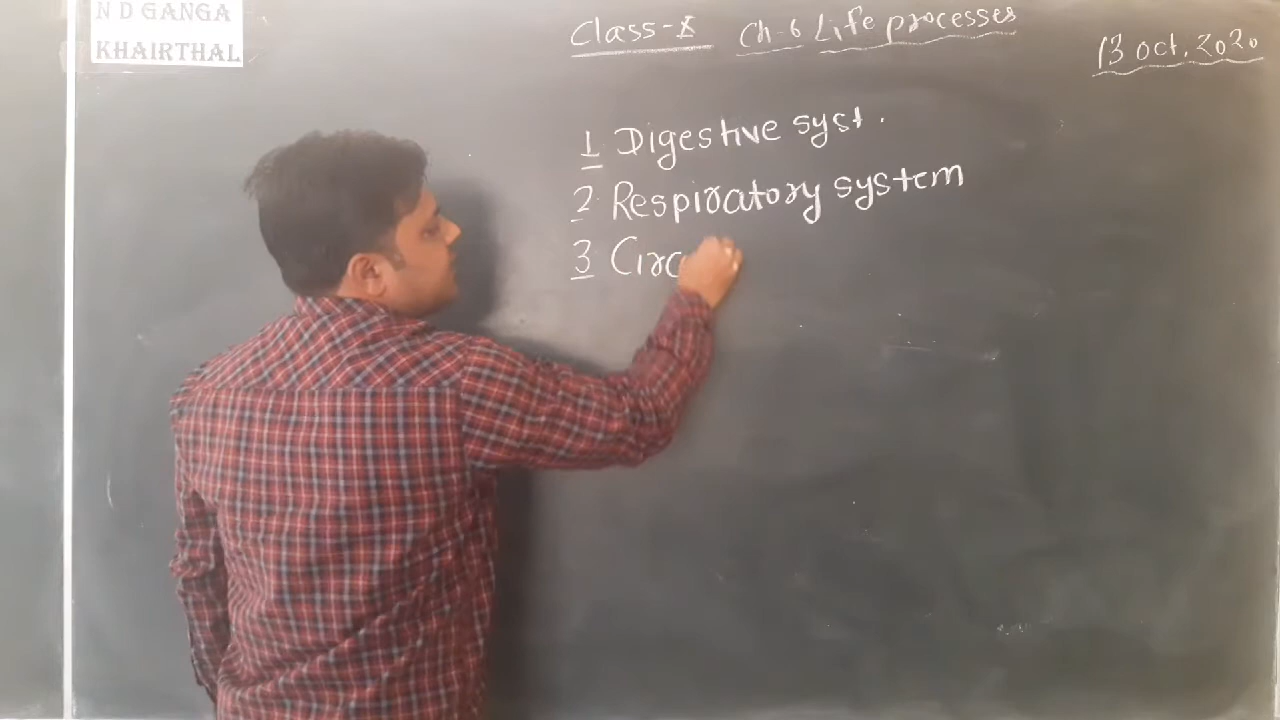 N D GANGA
KHAIRTHAL
Class-X Ch-6 Life processes
13 oct. 2020
1 Digestive syst.
2 Respiratory system
3 Circ